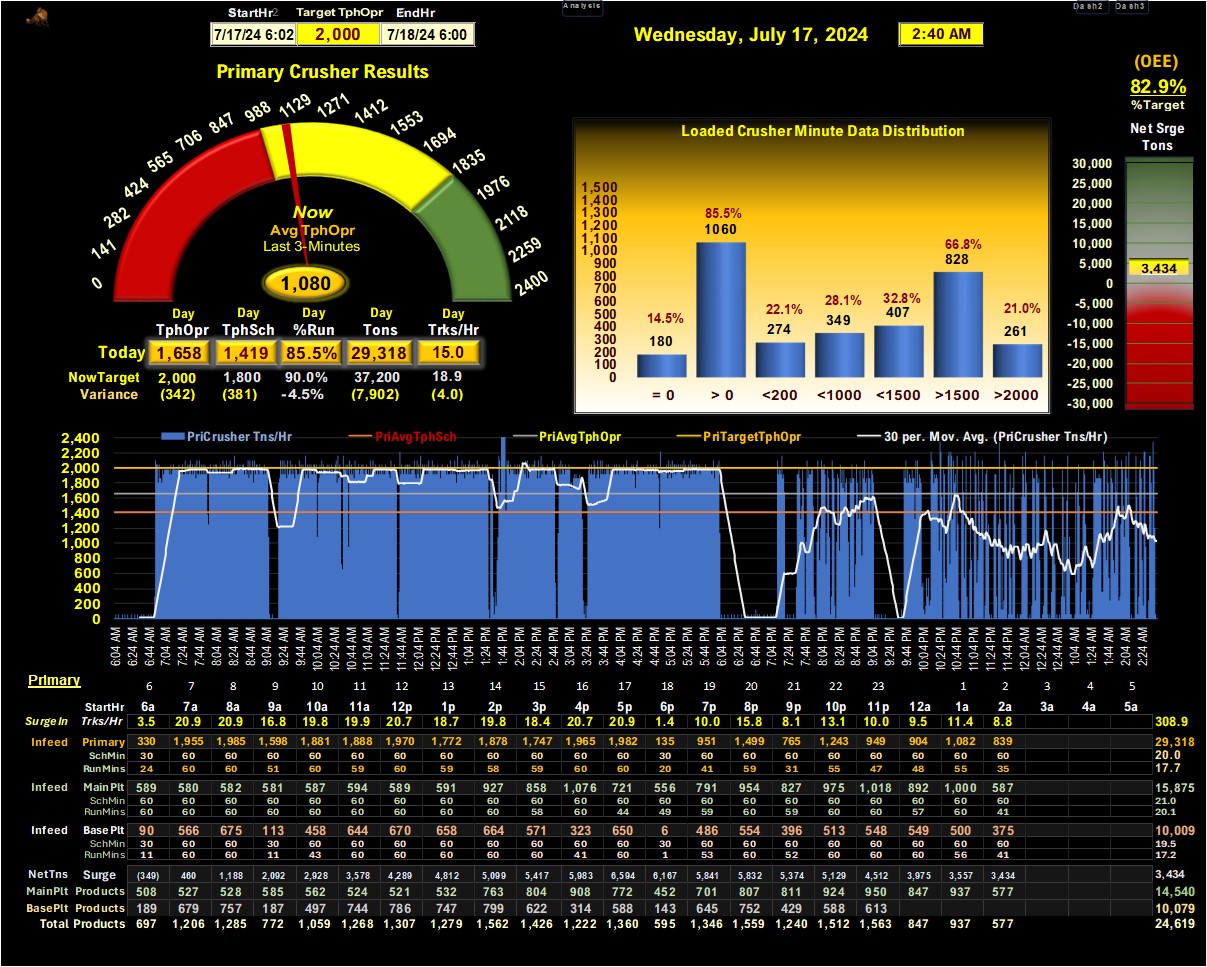 Analysis
Dash2 Dash3
StartHr2 Target TphOpr EndHr
7/17/24 6:02 2,000 7/18/24 6:00
Wednesday, July 17, 2024 2:40 AM
(OEE)
82.9%
%Target
Primary Crusher Results
0 141 282 424 565 706 847 988 1129 1271 1412 1553 1694 1835 1976 2118 2259 2400
Now
Avg TphOpr
Last 3-Minutes
1,080
Day Day Day Day Day
TphOpr TphSch %Run Tons Trks/Hr
Today 1,658 1,419 85.5% 29,318 15.0
NowTarget 2,000 1,800 90.0% 37,200 18.9
Variance (342) (381) -4.5% (7,902) (4.0)
Loaded Crusher Minute Data Distribution
1,500
1,400
1,300
1,200
1,100
1,000
900
800
700
600
500
400
300
200
100
0
14.5% 85.5% 22.1% 28.1% 32.8% 66.8% 21.0%
180 1060 274 349 407 828 261
= 0 > 0 <200 <1000 <1500 >1500 >2000
Net Srge
Tons
30,000
25,000
20,000
15,000
10,000
5,000
3,434
0
-5,000
-10,000
-15,000
-20,000
-25,000
-30,000
PriCrusher Tns/Hr PriAvgTphSch PriAvgTphOpr PriTargetTphOpr 30 per. Mov. Avg. (PriCrusher Tns/Hr)
2,400
2,200
2,000
1,800
1,600
1,400
1,200
1,000
800
600
400
200
0
6:04 AM 6:24 AM 6:44 AM 7:04 AM 7:24 AM 7:44 AM 8:04 AM 8:24 AM 8:44 AM 9:04 AM 9:24 AM 9:44 AM 10:04 AM 10:24 AM 10:44 AM 11:04 AM 11:24 AM 11:44 AM 12:04 PM 12:24 PM 12:44 PM 1:04 PM 1:24 PM 1:44 PM 2:04 PM 2:24 PM 2:44 PM 3:04 PM 3:24 PM 3:44 PM 4:04 PM 4:24 PM 4:44 PM 5:04 PM 5:24 PM 5:44 PM 6:04 PM 6:24 PM 6:44 PM 7:04 PM 7:24 PM 7:44 PM 8:04 PM 8:24 PM 8:44 PM 9:04 PM 9:24 PM 9:44 PM 10:04 PM 10:24 PM 10:44 PM 11:04 PM 11:24 PM 11:44 PM 12:04 AM 12:24 AM 12:44 AM 1:04 AM 1:24 AM 1:44 AM 2:04 AM 2:24 AM
Primary
6 7 8 9 10 11 12 13 14 15 16 17 18 19 20 21 22 23 1 2 3 4 5
StartHr 6a 7a 8a 9a 10a 11a 12p 1p 2p 3p 4p 5p 6p 7p 8p 9p 10p 11p 12a 1a 2a 3a 4a 5a
SurgeIn Trks/Hr 3.5 20.9 20.9 16.8 19.8 19.9 20.7 18.7 19.8 18.4 20.7 20.9 1.4 10.0 15.8 8.1 13.1 10.0 9.5 11.4 8.8 308.9
Infeed Primary 330 1,955 1,985 1,598 1,881 1,888 1,970 1,772 1,878 1,747 1,965 1,982 135 951 1,499 765 1,243 949 904 1,082 839 29,318
SchMin 30 60 60 60 60 60 60 60 60 60 60 60 30 60 60 60 60 60 60 60 60 20.0
RunMins 24 60 60 51 60 59 60 59 58 59 60 60 20 41 59 31 55 47 48 55 35 17.7
Infeed MainPlt 589 580 582 581 587 594 589 591 927 858 1,076 721 556 791 954 827 975 1,018 892 1,000 587 15,875
SchMin 60 60 60 60 60 60 60 60 60 60 60 60 60 60 60 60 60 60 60 60 60 21.0
RunMins 60 60 60 60 60 60 60 60 60 58 60 44 49 59 60 60 59 60 57 60 41 20.1
Infeed BasePlt 90 566 675 113 458 644 670 658 664 571 323 650 6 486 554 396 513 548 549 500 375 10,009
SchMin 30 60 60 30 60 60 60 60 60 60 60 60 30 60 60 60 60 60 60 60 60 19.5
RunMins 11 60 60 11 43 60 60 60 60 60 41 60 1 53 60 52 60 60 60 56 41 17.2
NetTns Surge (349) 460 1,188 2,092 2,928 3,578 4,289 4,812 5,099 5,417 5,983 6,594 6,167 5,841 5,832 5,374 5,129 4,512 3,975 3,557 3,434 3,434
MainPlt Products 508 527 528 585 562 524 521 532 763 804 908 772 452 701 807 811 924 950 847 937 577 14,540
BasePlt Products 189 679 757 187 497 744 786 747 799 622 314 588 143 645 752 429 588 613 10,079
Total Products 697 1,206 1,285 772 1,059 1,268 1,307 1,279 1,562 1,426 1,222 1,360 595 1,346 1,559 1,240 1,512 1,563 847 937 577 24,619